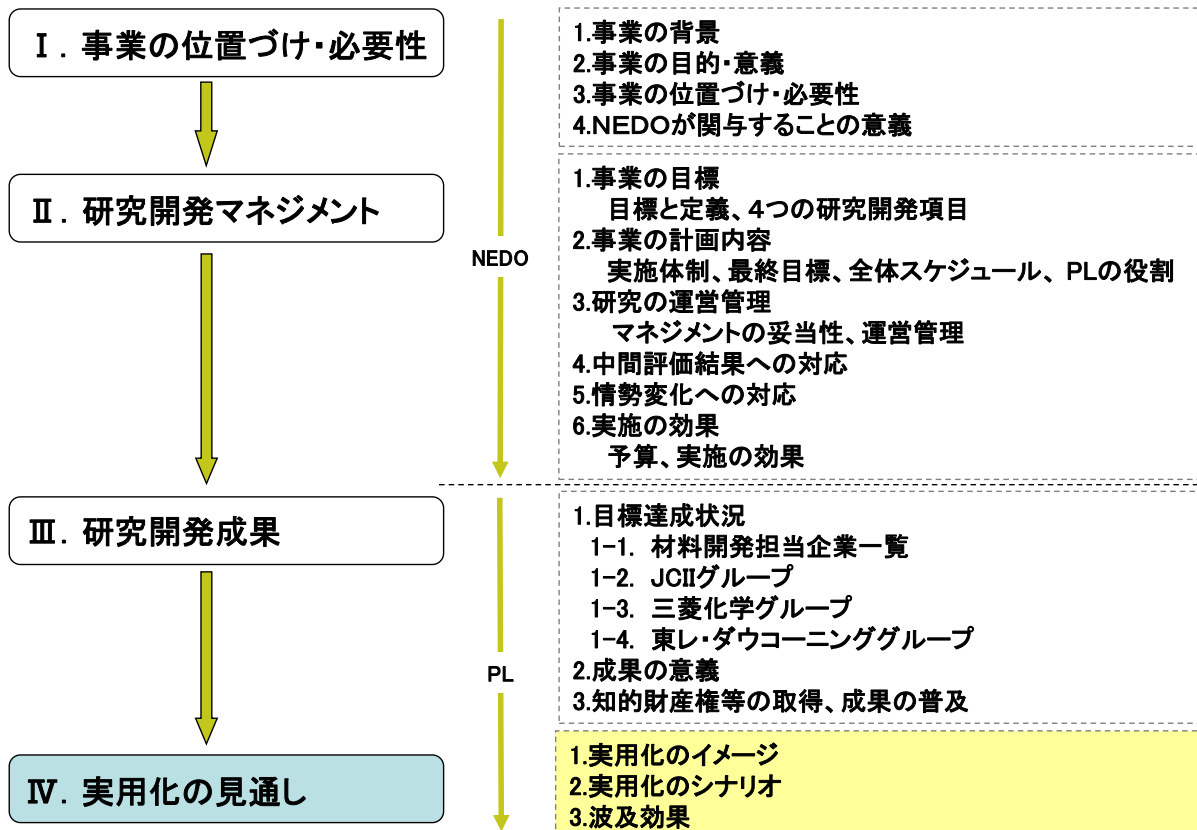 Ⅰ．事業の位置づけ・必要性
1.事業の背景
2.事業の目的・意義
3.事業の位置づけ・必要性
4.NEDOが関与することの意義
Ⅱ．研究開発マネジメント
NEDO
1.事業の目標
目標と定義、4つの研究開発項目
2.事業の計画内容
実施体制、最終目標、全体スケジュール、PLの役割
3.研究の運営管理
マネジメントの妥当性、運営管理
4.中間評価結果への対応
5.情勢変化への対応
6.実施の効果
予算、実施の効果
Ⅲ．研究開発成果
PL
1.目標達成状況
1-1. 材料開発担当企業一覧
1-2. JCIIグループ
1-3. 三菱化学グループ
1-4. 東レ・ダウコーニンググループ
2.成果の意義
3.知的財産権等の取得、成果の普及
Ⅳ．実用化の見通し
1.実用化のイメージ
2.実用化のシナリオ
3.波及効果